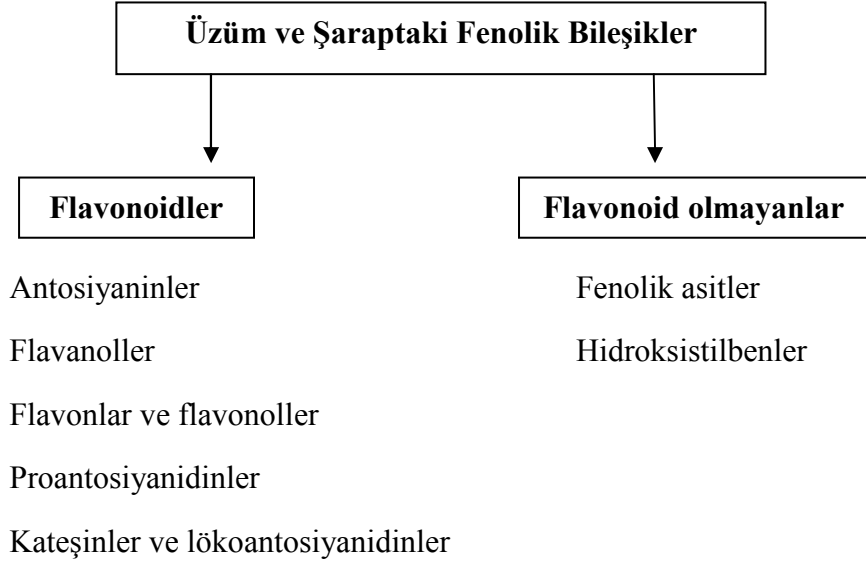 Üzüm ve Şaraptaki Fenolik Bileşikler
Flavonoidler
Flavonoid olmayanlar
Antosiyaninler
Fenolik asitler
Flavanoller
Hidroksistilbenler
Flavonlar ve flavonoller
Proantosiyanidinler
Kateşinler ve lökoantosiyanidinler